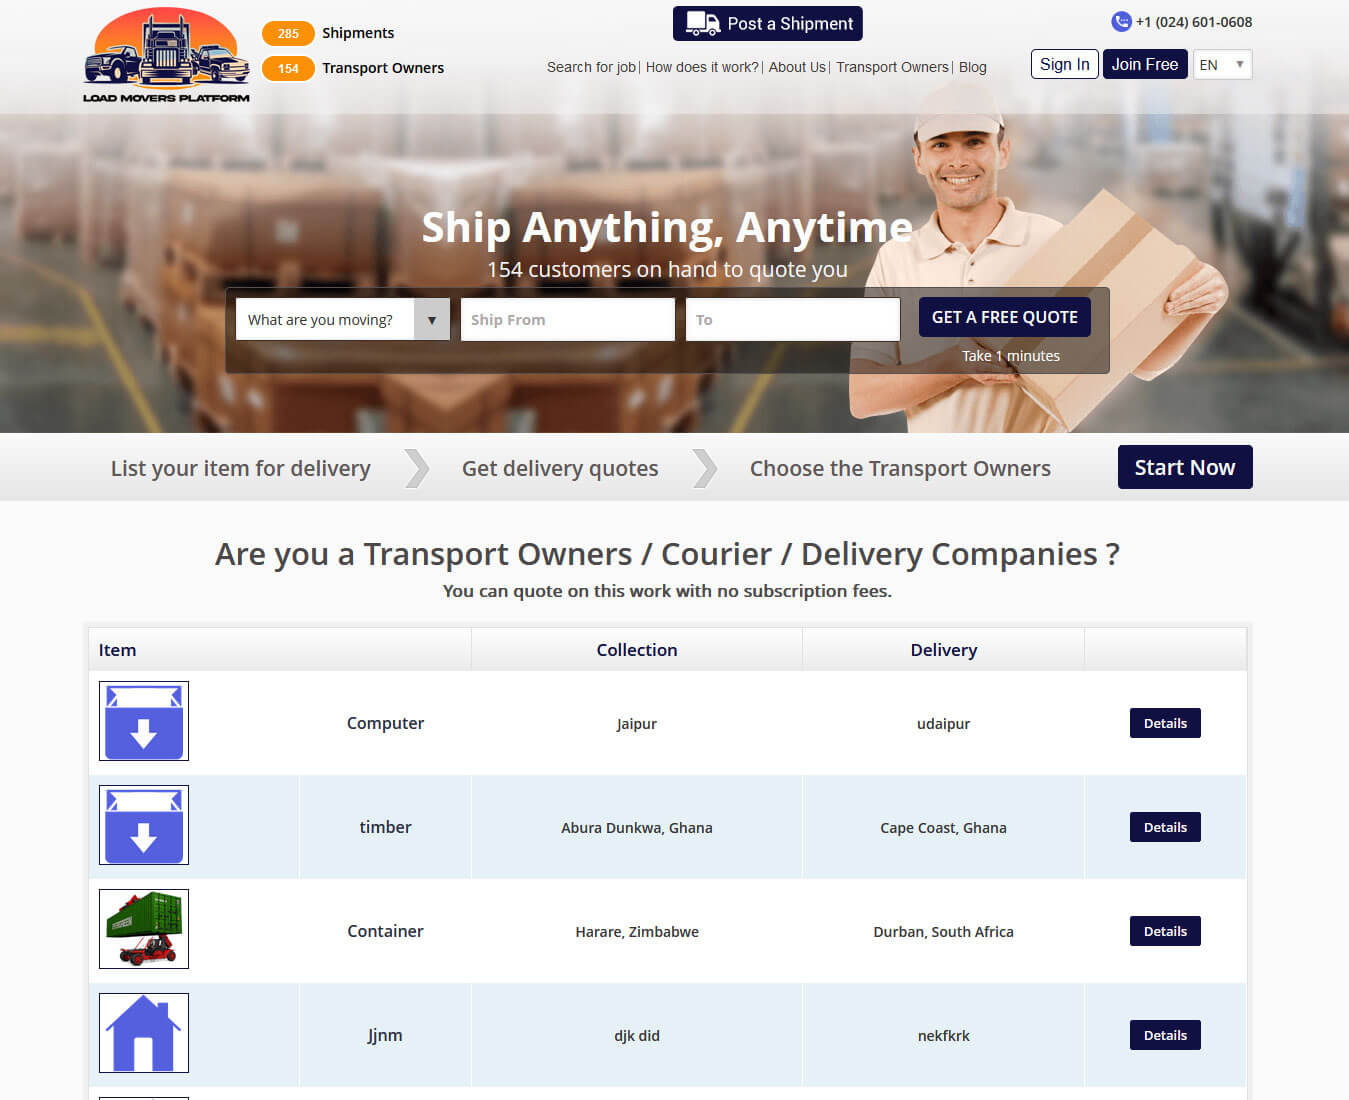 LOAD MOVERS PLATFORM
285 Shipments
154 Transport Owners
Post a Shipment
+1 (024) 601-0608
Search for job| How does it work?| About Us| Transport Owners| Blog
Sign In
Join Free
EN
Ship Anything, Anytime
154 customers on hand to quote you
What are you moving?
Ship From
To
GET A FREE QUOTE
Take 1 minutes
List your item for delivery
Get delivery quotes
Choose the Transport Owners
Start Now
Are you a Transport Owners / Courier / Delivery Companies ?
You can quote on this work with no subscription fees.
Item Collection Delivery
Computer Jaipur udaipur Details
timber Abura Dunkwa, Ghana Cape Coast, Ghana Details
EVERGREEN
Container Harare, Zimbabwe Durban, South Africa Details
Jjnm djk did nekfkrk Details